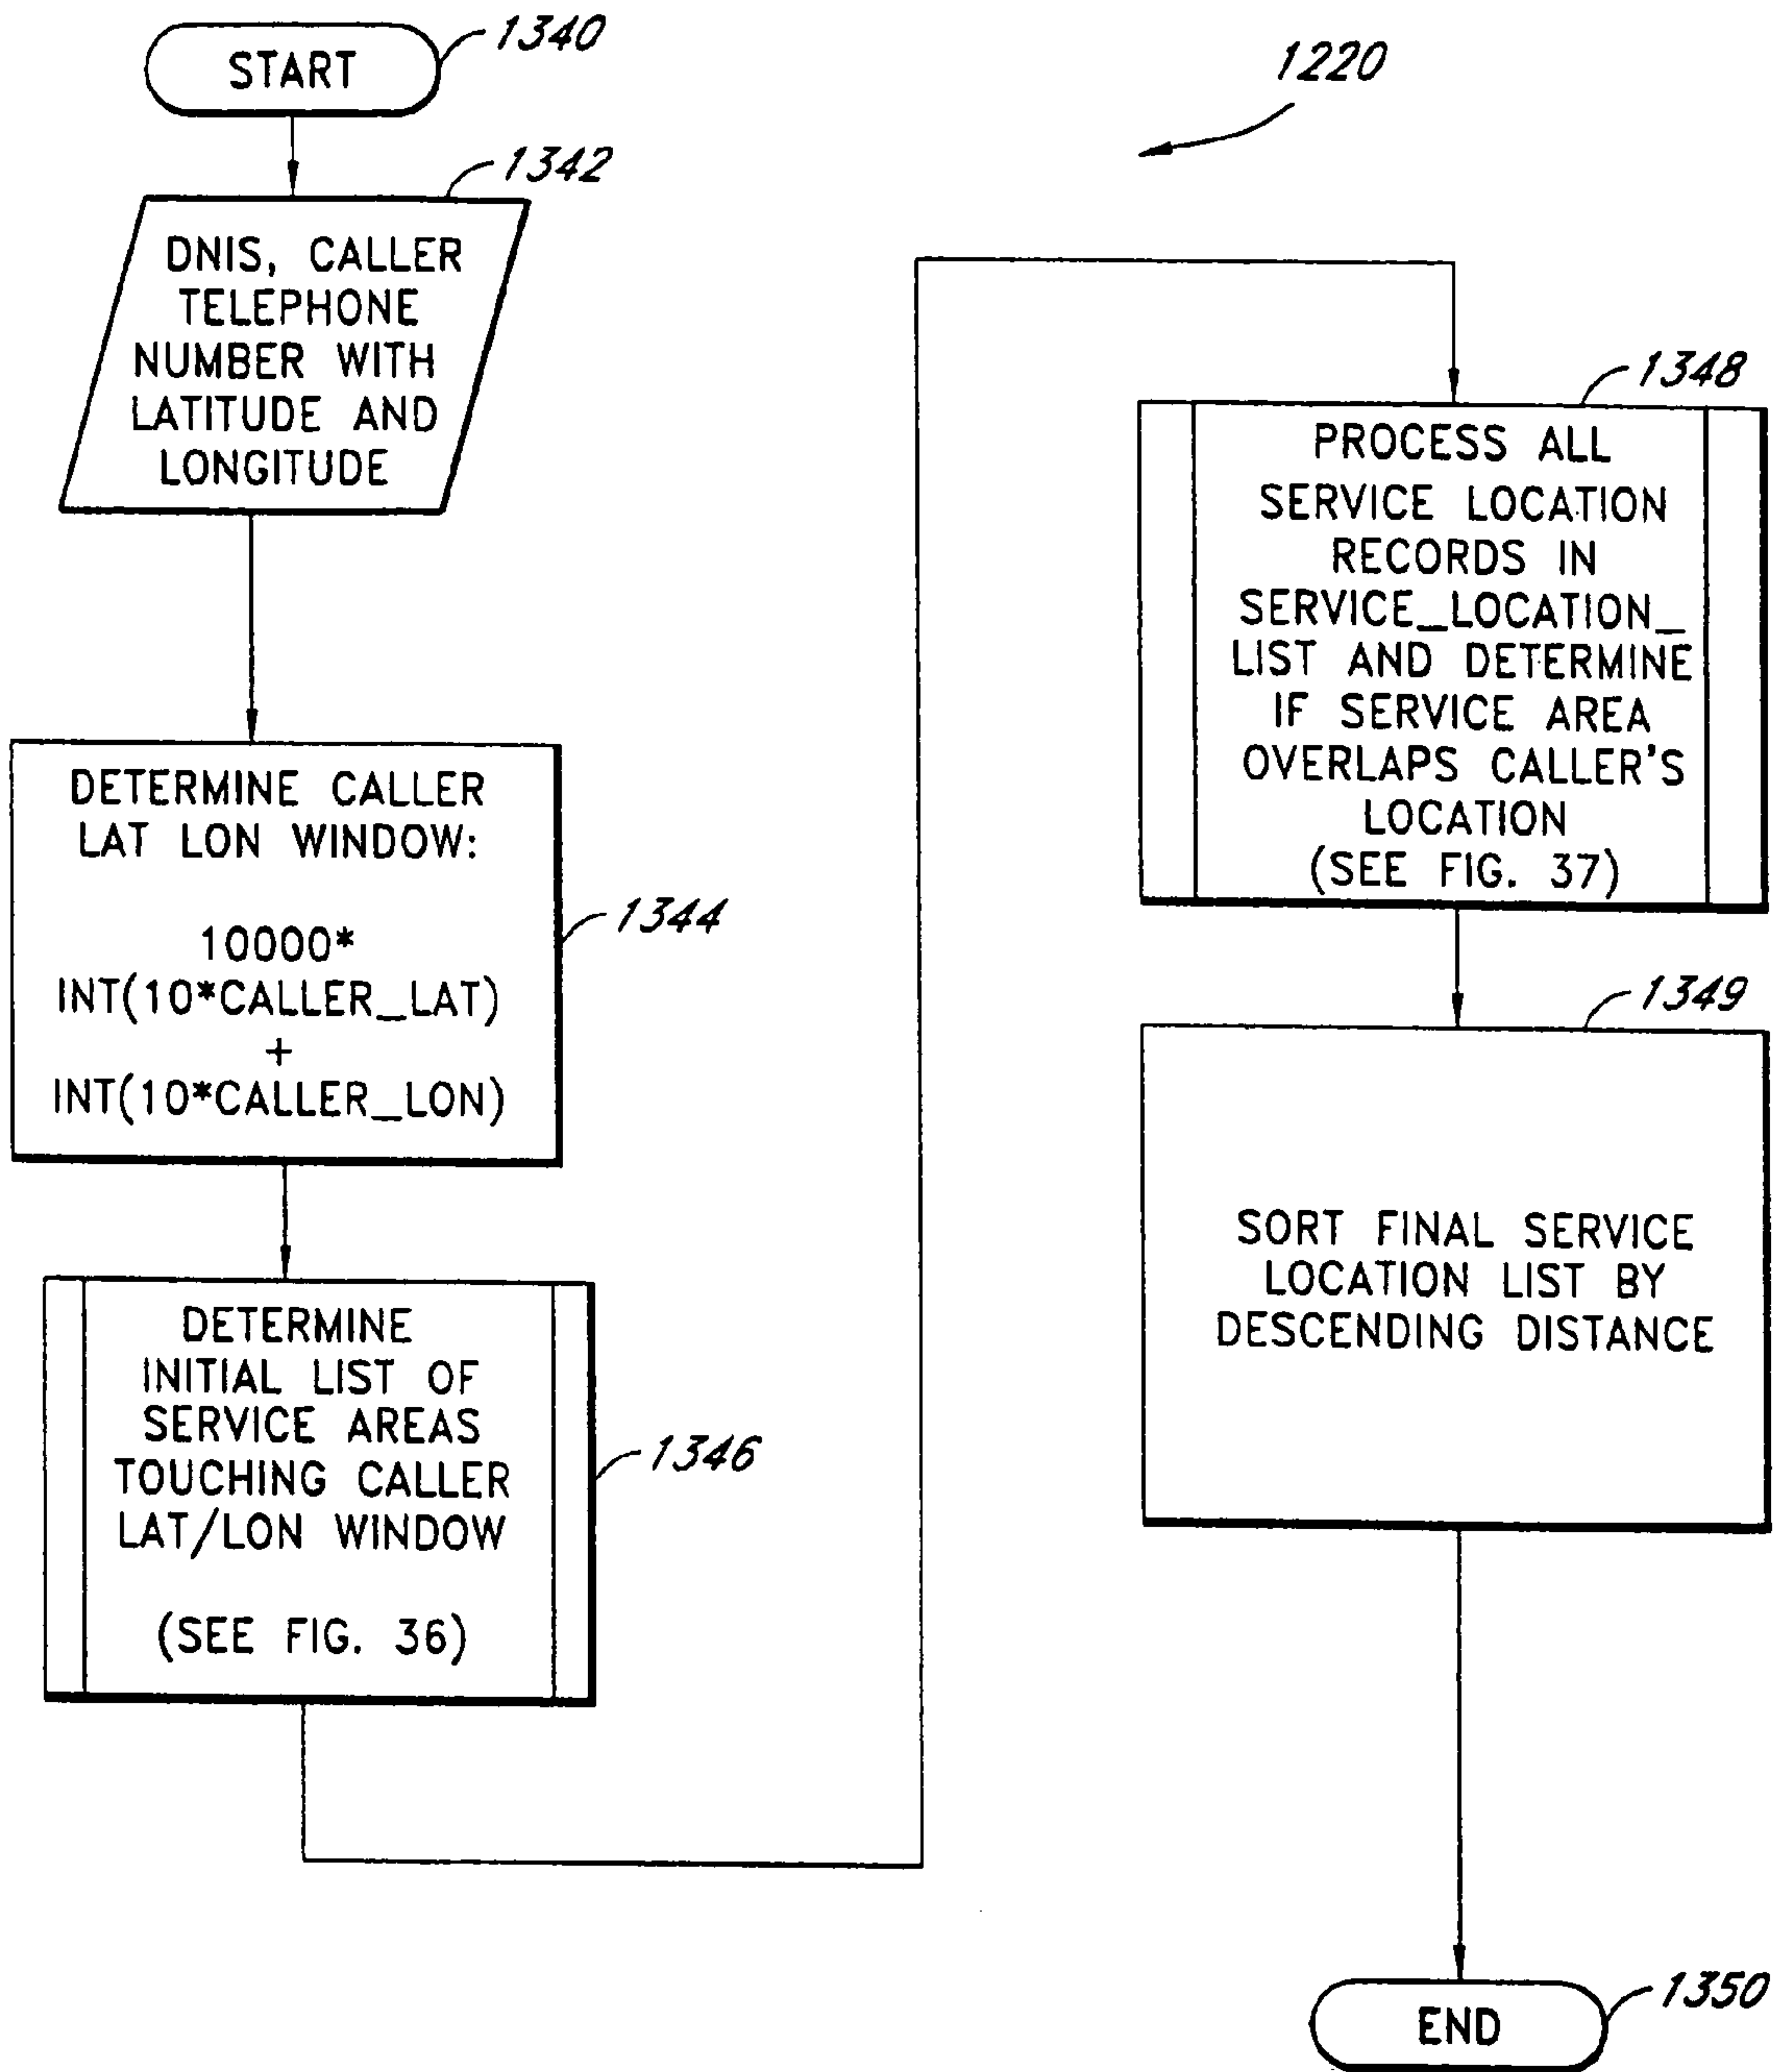 START
1340
1220
1342
DNIS, CALLER
TELEPHONE
NUMBER WITH
LATITUDE AND
LONGITUDE
DETERMINE CALLER
LAT LON WINDOW:
10000*
INT(10*CALLER_LAT)
+
INT(10*CALLER_LON)
1344
DETERMINE
INITIAL LIST OF
SERVICE AREAS
TOUCHING CALLER
LAT/LON WINDOW
(SEE FIG. 36)
1346
1348
PROCESS ALL
SERVICE LOCATION
RECORDS IN
SERVICE_LOCATION_
LIST AND DETERMINE
IF SERVICE AREA
OVERLAPS CALLER'S
LOCATION
(SEE FIG. 37)
1349
SORT FINAL SERVICE
LOCATION LIST BY
DESCENDING DISTANCE
END
1350